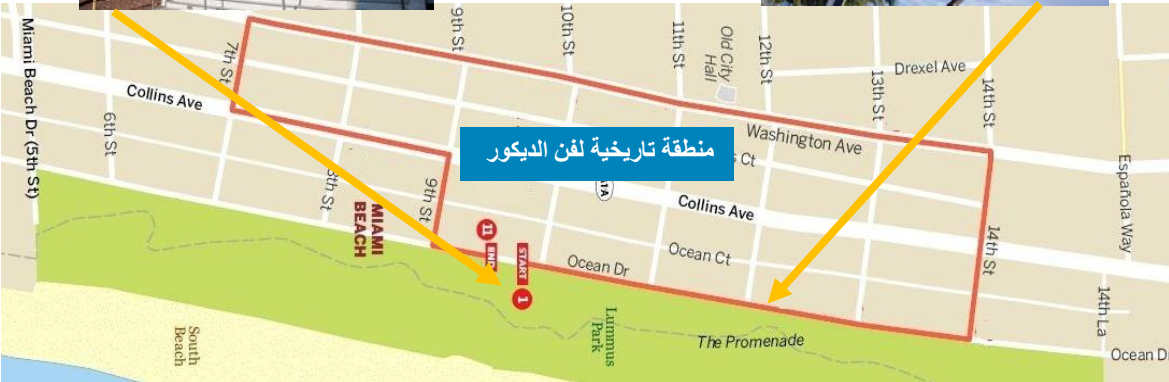 Miami Beach Dr (5th St)
6th St
7th St
8th St
9th St
9th St
10th St
11th St
12th St
13th St
14th St
14th St
14th La
Española Way
Drexel Ave
Old City
Hall
Washington Ave
Collins Ave
منطقة تاريخية لفن الديكور
Ct
A1A
Collins Ave
Ocean Ct
MIAMI
BEACH
11
END
START
1
Ocean Dr
Ocean D
Lummus
Park
The Promenade
South
Beach